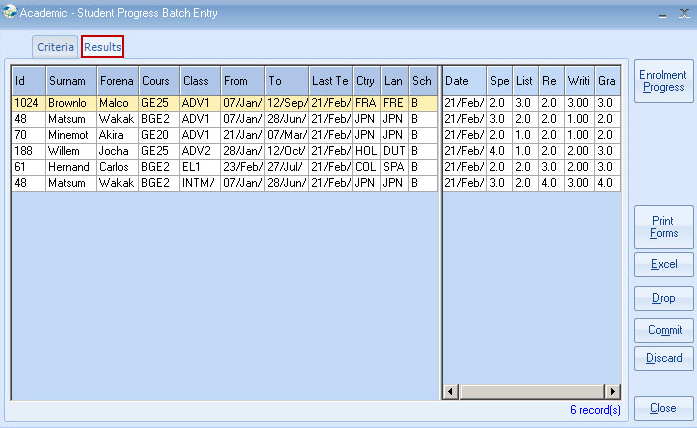 Academic - Student Progress Batch Entry
Criteria Results
Id Surnam Forena Cours Class From To Last Te Ctry Lan Sch Date Spe List Re Writi Gra
1024 Brownlo Malco GE25 ADV1 07/Jan/ 12/Sep/ 21/Feb/ FRA FRE B 21/Feb/ 2.0 3.0 2.0 3.00 3.0
48 Matsum Wakak BGE2 ADV1 07/Jan/ 28/Jun/ 21/Feb/ JPN JPN B 21/Feb/ 3.0 2.0 2.0 1.00 2.0
70 Minemot Akira GE20 ADV1 21/Jan/ 07/Mar/ 21/Feb/ JPN JPN B 21/Feb/ 2.0 1.0 2.0 1.00 2.0
188 Willem Jocha GE25 ADV2 28/Jan/ 12/Oct/ 21/Feb/ HOL DUT B 21/Feb/ 4.0 1.0 2.0 2.00 3.0
61 Hernand Carlos BGE2 EL1 23/Feb/ 27/Jul/ 21/Feb/ COL SPA B 21/Feb/ 2.0 2.0 3.0 2.00 3.0
48 Matsum Wakak BGE2 INTM/ 07/Jan/ 28/Jun/ 21/Feb/ JPN JPN B 21/Feb/ 3.0 2.0 4.0 3.00 4.0
Enrolment
Progress
Print
Forms
Excel
Drop
Commit
Discard
Close
6 record(s)